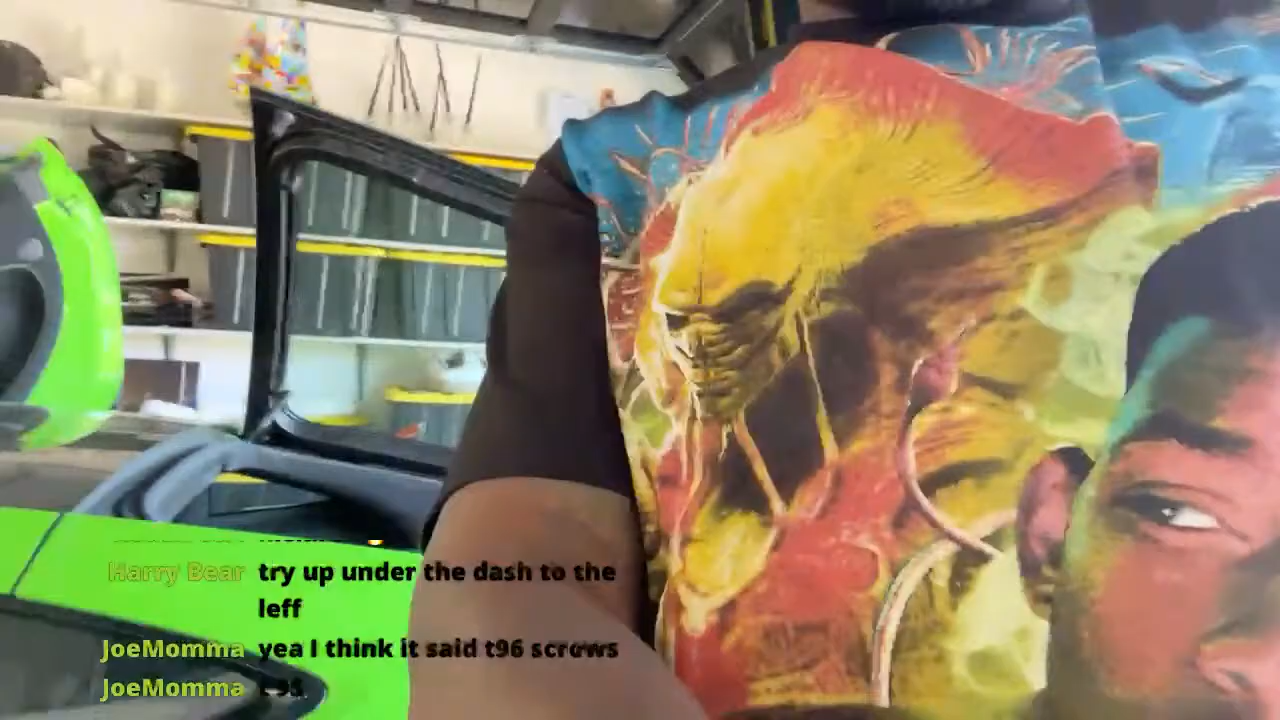 Harry Bear try up under the dash to the
leff
JoeMomma yea I think it said t96 screws
JoeMomma